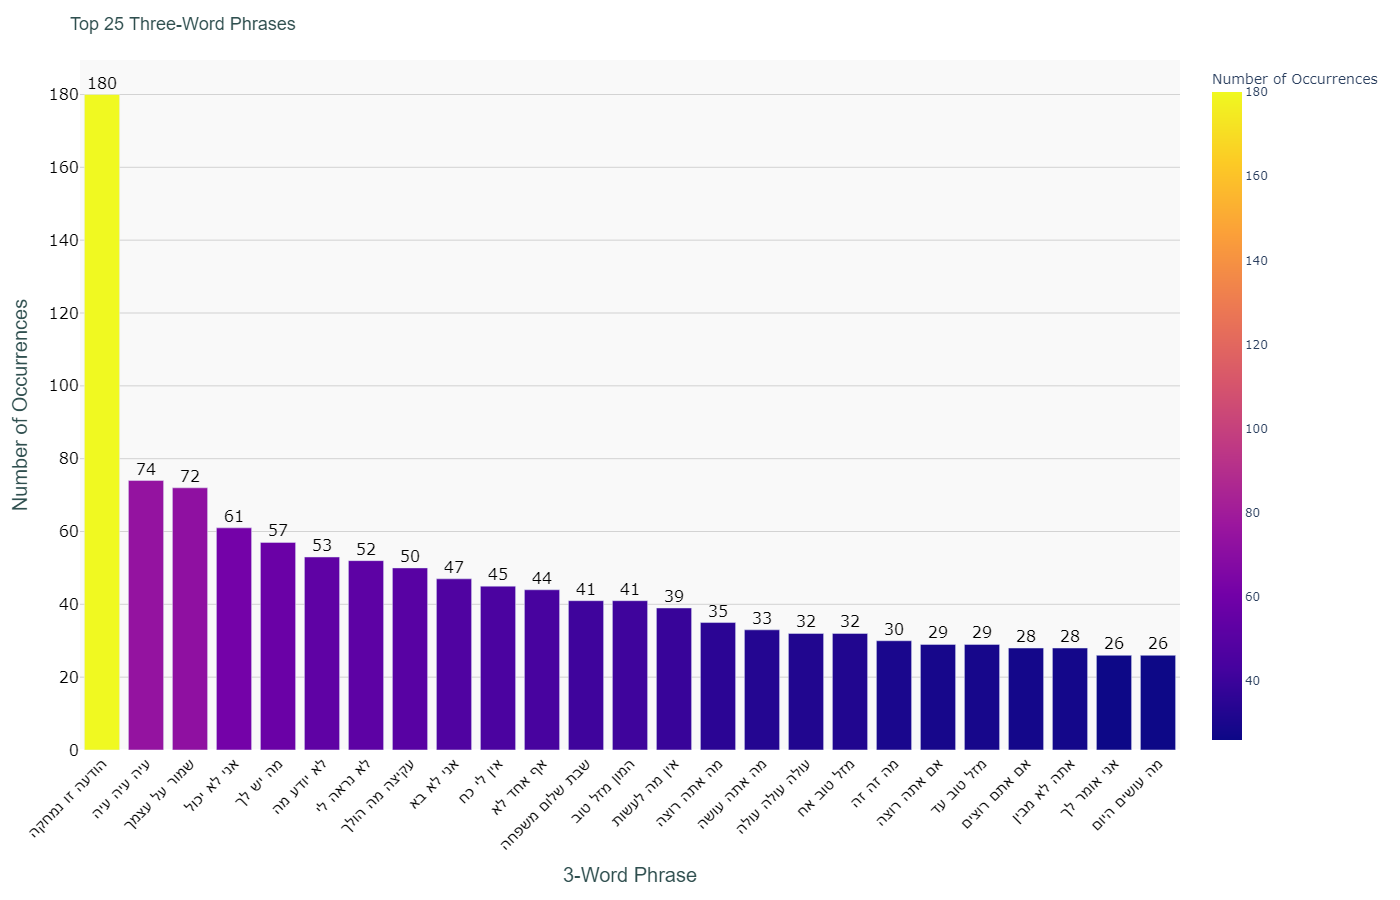 Top 25 Three-Word Phrases
Number of Occurrences
180
160
140
120
100
80
60
40
20
0
180
74
72
61
57
53
52
50
47
45
44
41
41
39
35
33
32
32
30
29
29
28
28
26
26
הודעה זו נמחקה
עיה עיה עיה
שמור על עצמך
אני לא יכול
מה יש לך
לא יודע מה
לא נראה לי
עקיצה מה הולך
אני לא בא
אין לי כח
אף אחד לא
שבת שלום משפחה
המון מזל טוב
אין מה לעשות
מה אתה רוצה
מה אתה עושה
עולה עולה עולה
מזל טוב אח
מה זה זה
אם אתה רוצה
מזל טוב עד
אם אתם רוצים
אתה לא מבין
אני אומר לך
מה עושים היום
3-Word Phrase
Number of Occurrences
180
160
140
120
100
80
60
40